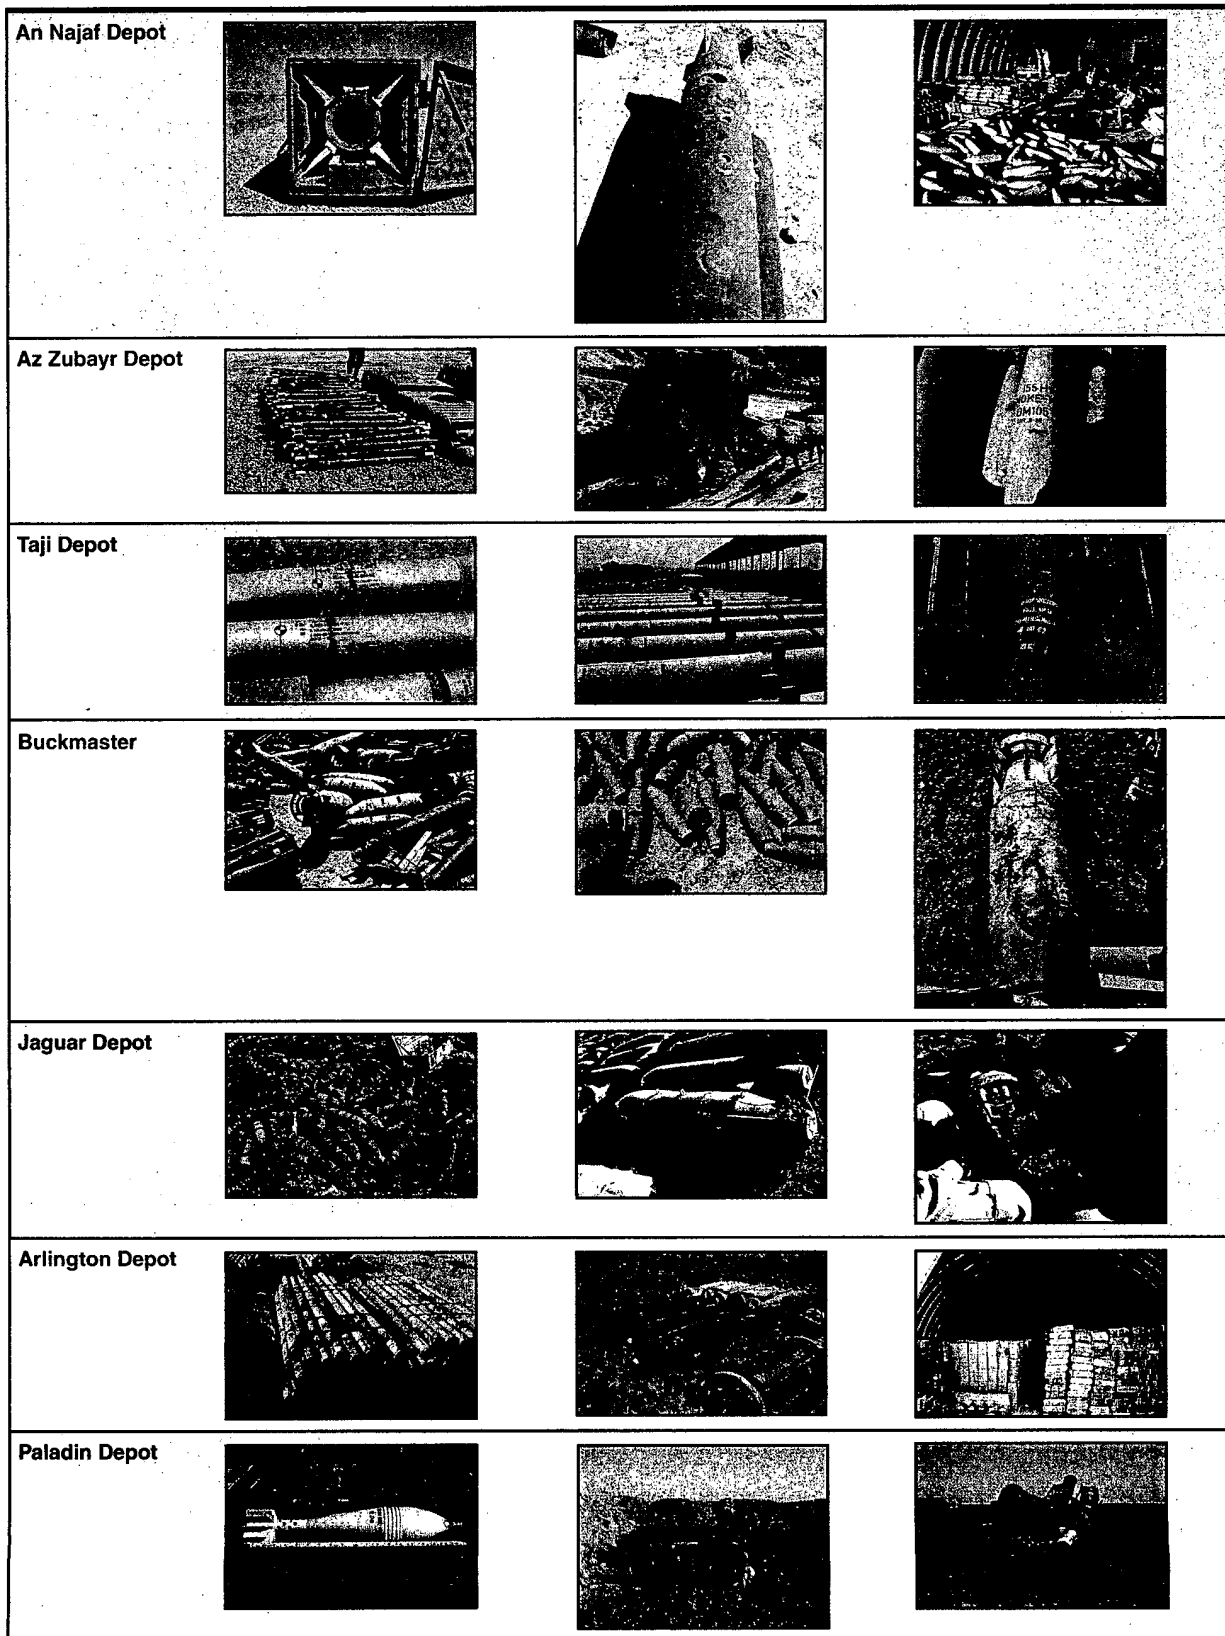 An Najaf Depot
Az Zubayr Depot
Taji Depot
Buckmaster
Jaguar Depot
Arlington Depot
Paladin Depot